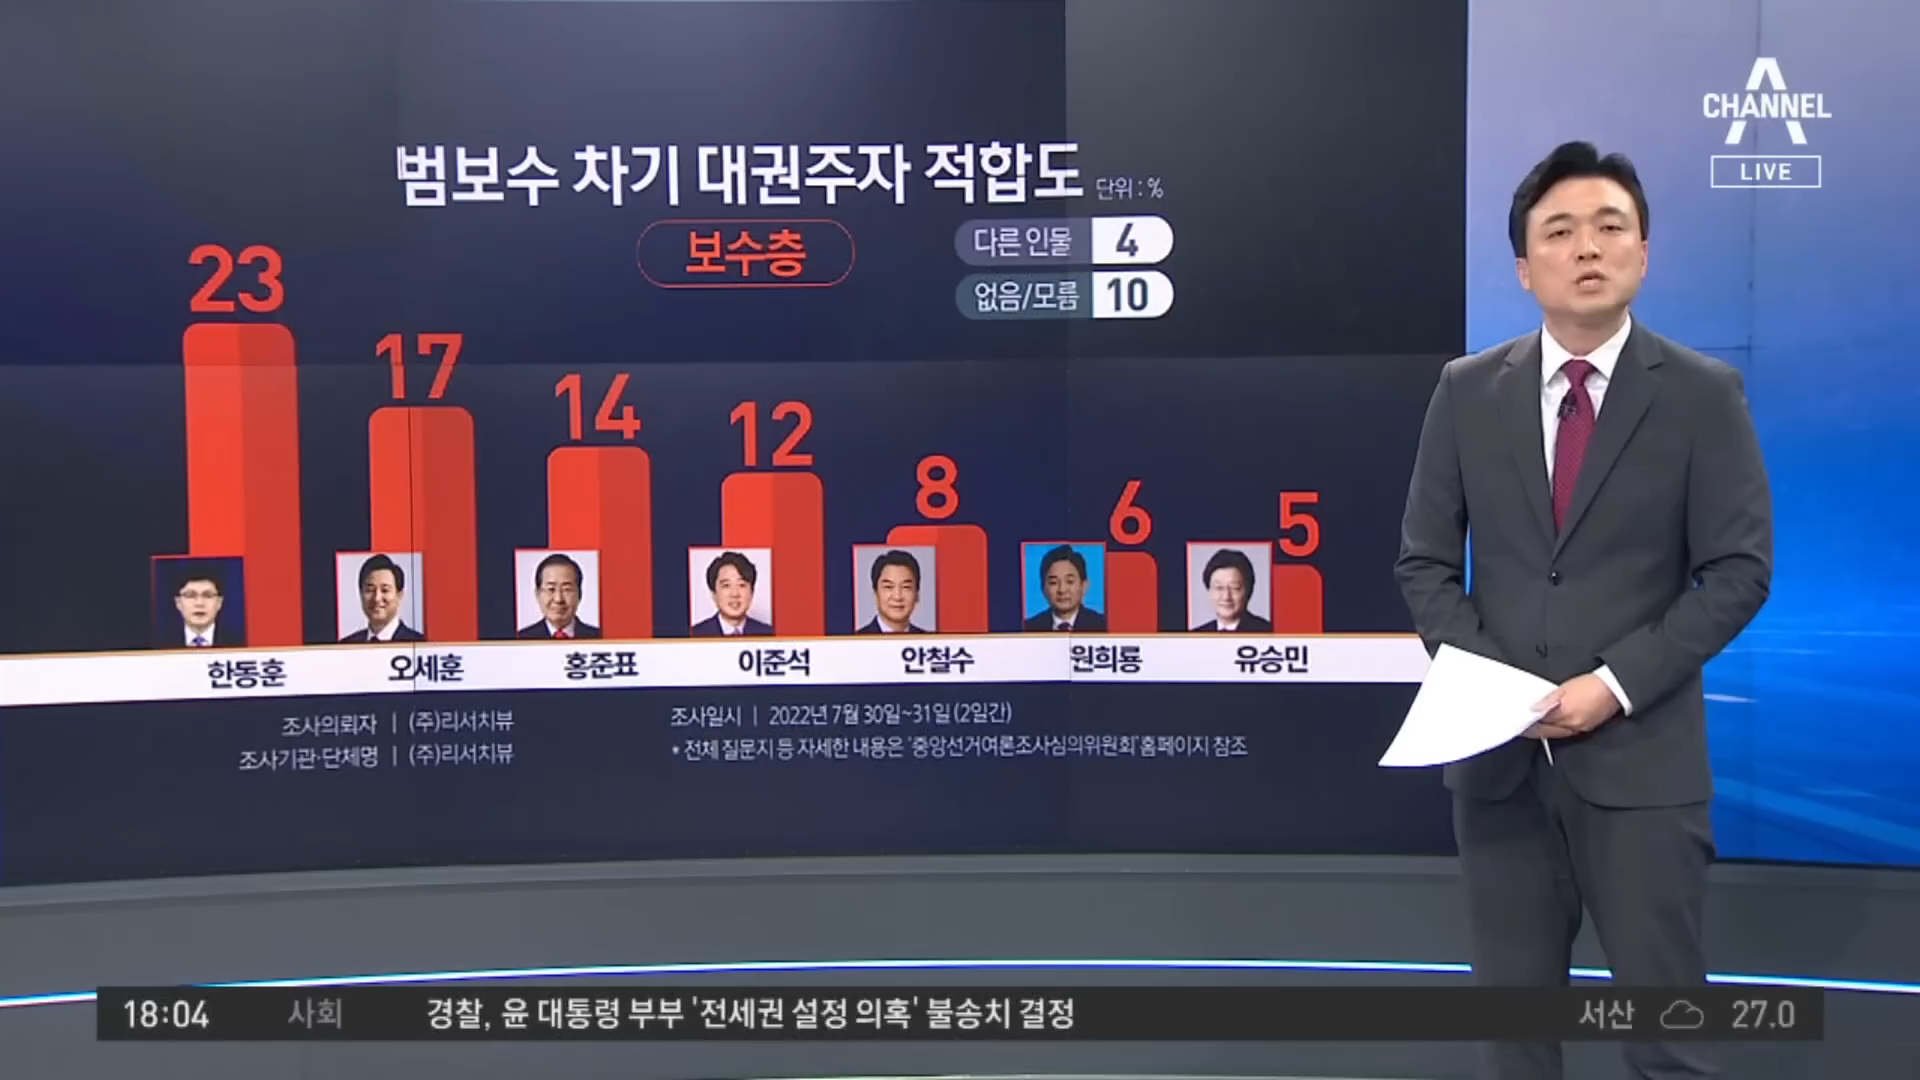 CHANNEL A
LIVE
범보수 차기 대권주자 적합도 단위 : %
보수층
다른 인물 4
없음/모름 10
23
17
14
12
8
6
5
한동훈
오세훈
홍준표
이준석
안철수
원희룡
유승민
조사의뢰자 | (주)리서치뷰
조사기관·단체명 | (주)리서치뷰
조사일시 | 2022년 7월 30일~31일 (2일간)
* 전체 질문지 등 자세한 내용은 '중앙선거여론조사심의위원회' 홈페이지 참조
18:04 사회 경찰, 윤 대통령 부부 '전세권 설정 의혹' 불송치 결정 서산 27.0